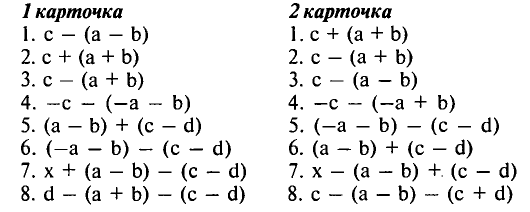 1 карточка
1. c − (a − b)
2. c + (a + b)
3. c − (a + b)
4. −c − (−a − b)
5. (a − b) + (c − d)
6. (−a − b) − (c − d)
7. x + (a − b) − (c − d)
8. d − (a + b) − (c − d)
2 карточка
1. c + (a + b)
2. c − (a + b)
3. c − (a − b)
4. −c − (−a + b)
5. (−a − b) − (c − d)
6. (a − b) + (c − d)
7. x − (a − b) + (c − d)
8. c − (a − b) − (c + d)